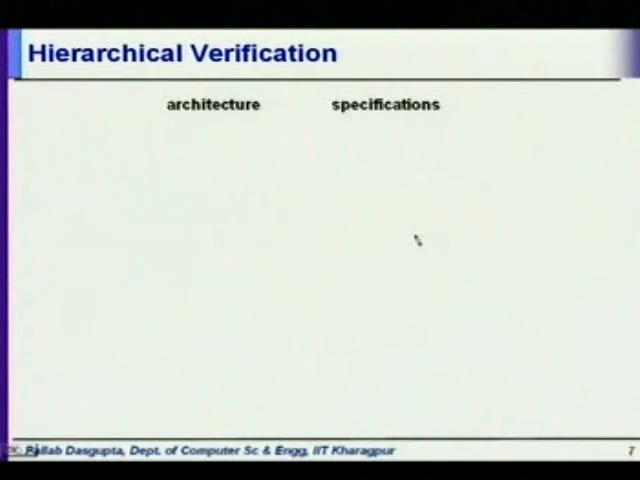 Hierarchical Verification
architecture specifications
Pallab Dasgupta, Dept. of Computer Sc & Engg, IIT Kharagpur 7